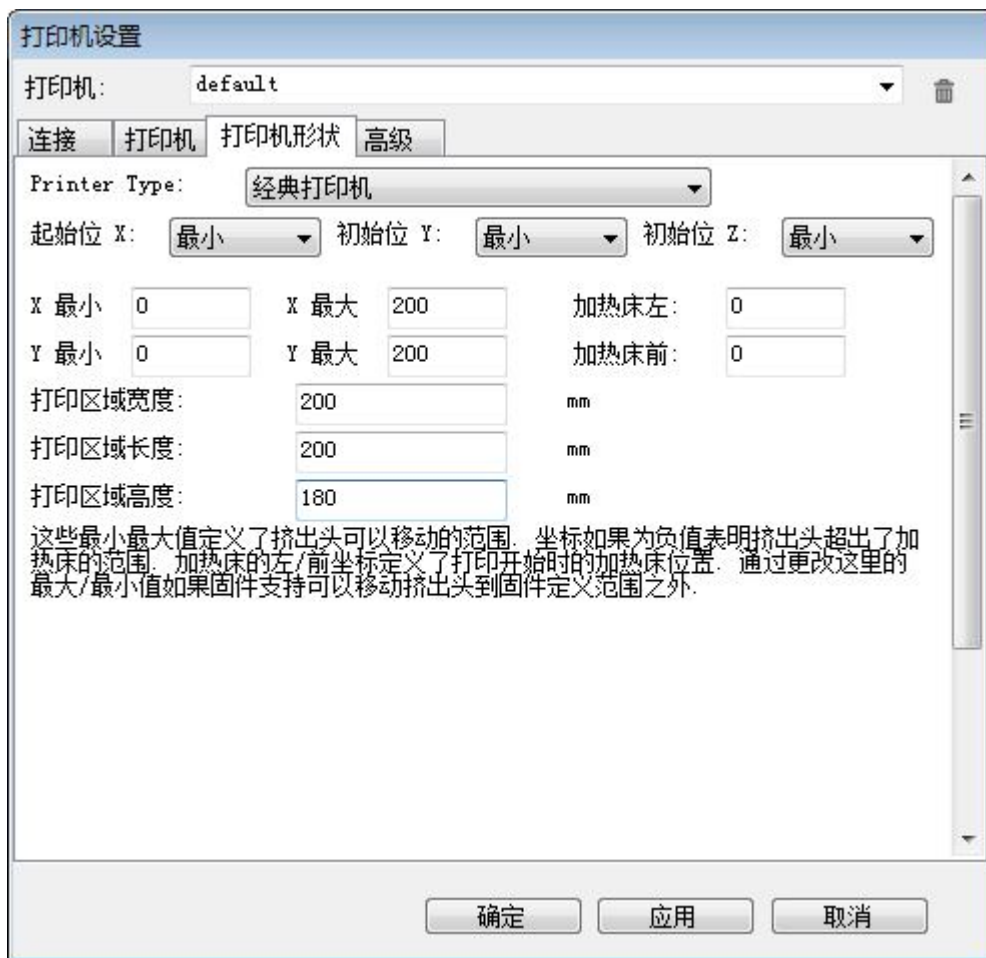 打印机设置
打印机: default
连接 打印机 打印机形状 高级
Printer Type: 经典打印机
起始位 X: 最小 初始位 Y: 最小 初始位 Z: 最小
X 最小 0 X 最大 200 加热床左: 0
Y 最小 0 Y 最大 200 加热床前: 0
打印区域宽度: 200 mm
打印区域长度: 200 mm
打印区域高度: 180 mm
这些最小最大值定义了挤出头可以移动的范围. 坐标如果为负值表明挤出头超出了加
热床的范围. 加热床的左/前坐标定义了打印开始时的加热床位置. 通过更改这里的
最大/最小值如果固件支持可以移动挤出头到固件定义范围之外.
确定 应用 取消